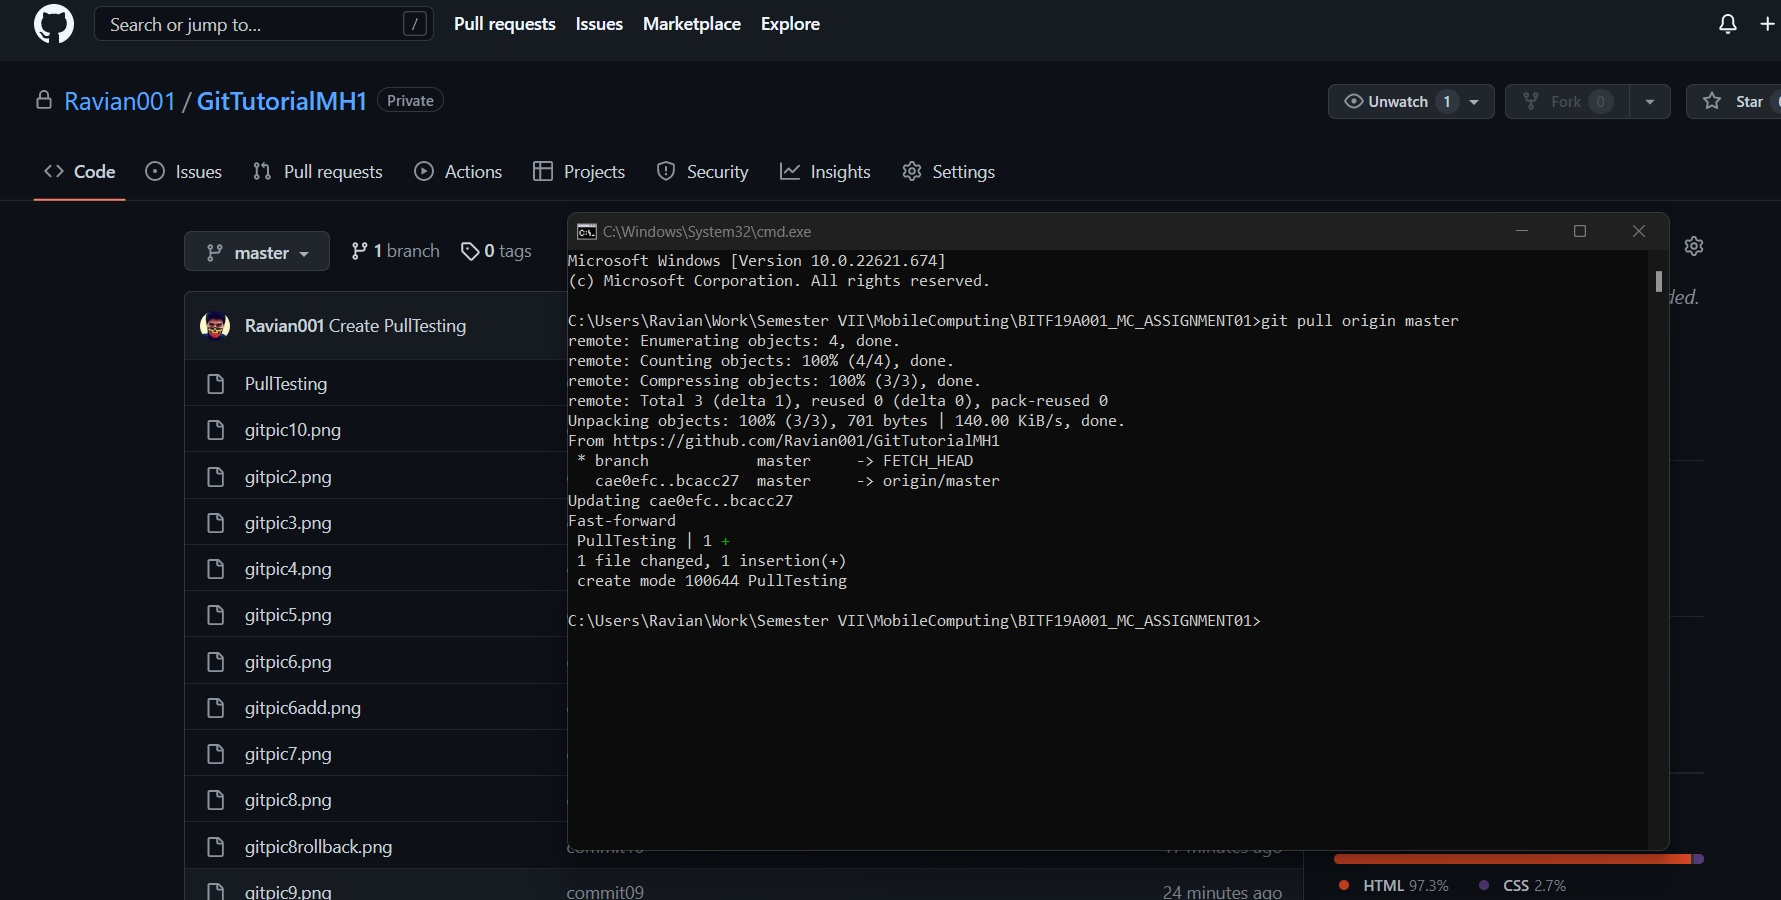 Search or jump to... /
Pull requests Issues Marketplace Explore
Ravian001 / GitTutorialMH1 Private
Unwatch 1 Fork 0 Star
Code Issues Pull requests Actions Projects Security Insights Settings
master 1 branch 0 tags
Ravian001 Create PullTesting
PullTesting
gitpic10.png
gitpic2.png
gitpic3.png
gitpic4.png
gitpic5.png
gitpic6.png
gitpic6add.png
gitpic7.png
gitpic8.png
gitpic8rollback.png
gitpic9.png commit09 24 minutes ago
C:\Windows\System32\cmd.exe
Microsoft Windows [Version 10.0.22621.674]
(c) Microsoft Corporation. All rights reserved.
C:\Users\Ravian\Work\Semester VII\MobileComputing\BITF19A001_MC_ASSIGNMENT01>git pull origin master
remote: Enumerating objects: 4, done.
remote: Counting objects: 100% (4/4), done.
remote: Compressing objects: 100% (3/3), done.
remote: Total 3 (delta 1), reused 0 (delta 0), pack-reused 0
Unpacking objects: 100% (3/3), 701 bytes | 140.00 KiB/s, done.
From https://github.com/Ravian001/GitTutorialMH1
* branch master -> FETCH_HEAD
cae0efc..bcacc27 master -> origin/master
Updating cae0efc..bcacc27
Fast-forward
PullTesting | 1 +
1 file changed, 1 insertion(+)
create mode 100644 PullTesting
C:\Users\Ravian\Work\Semester VII\MobileComputing\BITF19A001_MC_ASSIGNMENT01>
HTML 97.3% CSS 2.7%